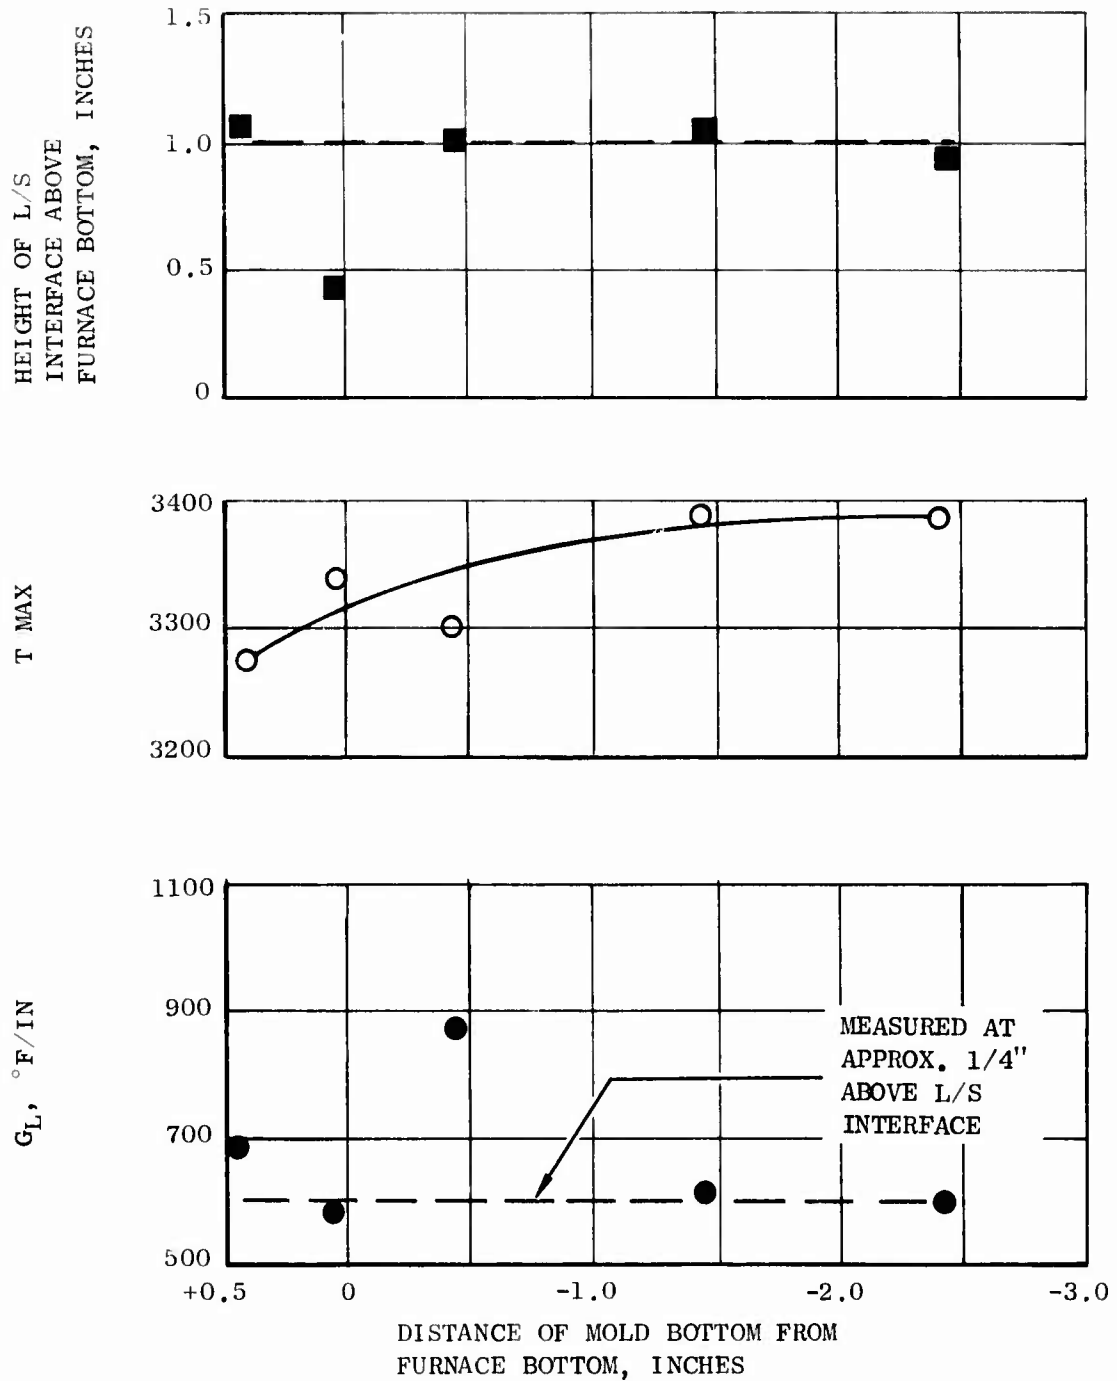 HEIGHT OF L/S
INTERFACE ABOVE
FURNACE BOTTOM, INCHES
1.5
1.0
0.5
0
T MAX
3400
3300
3200
G_L, °F/IN
1100
900
700
500
MEASURED AT
APPROX. 1/4"
ABOVE L/S
INTERFACE
+0.5 0 -1.0 -2.0 -3.0
DISTANCE OF MOLD BOTTOM FROM
FURNACE BOTTOM, INCHES